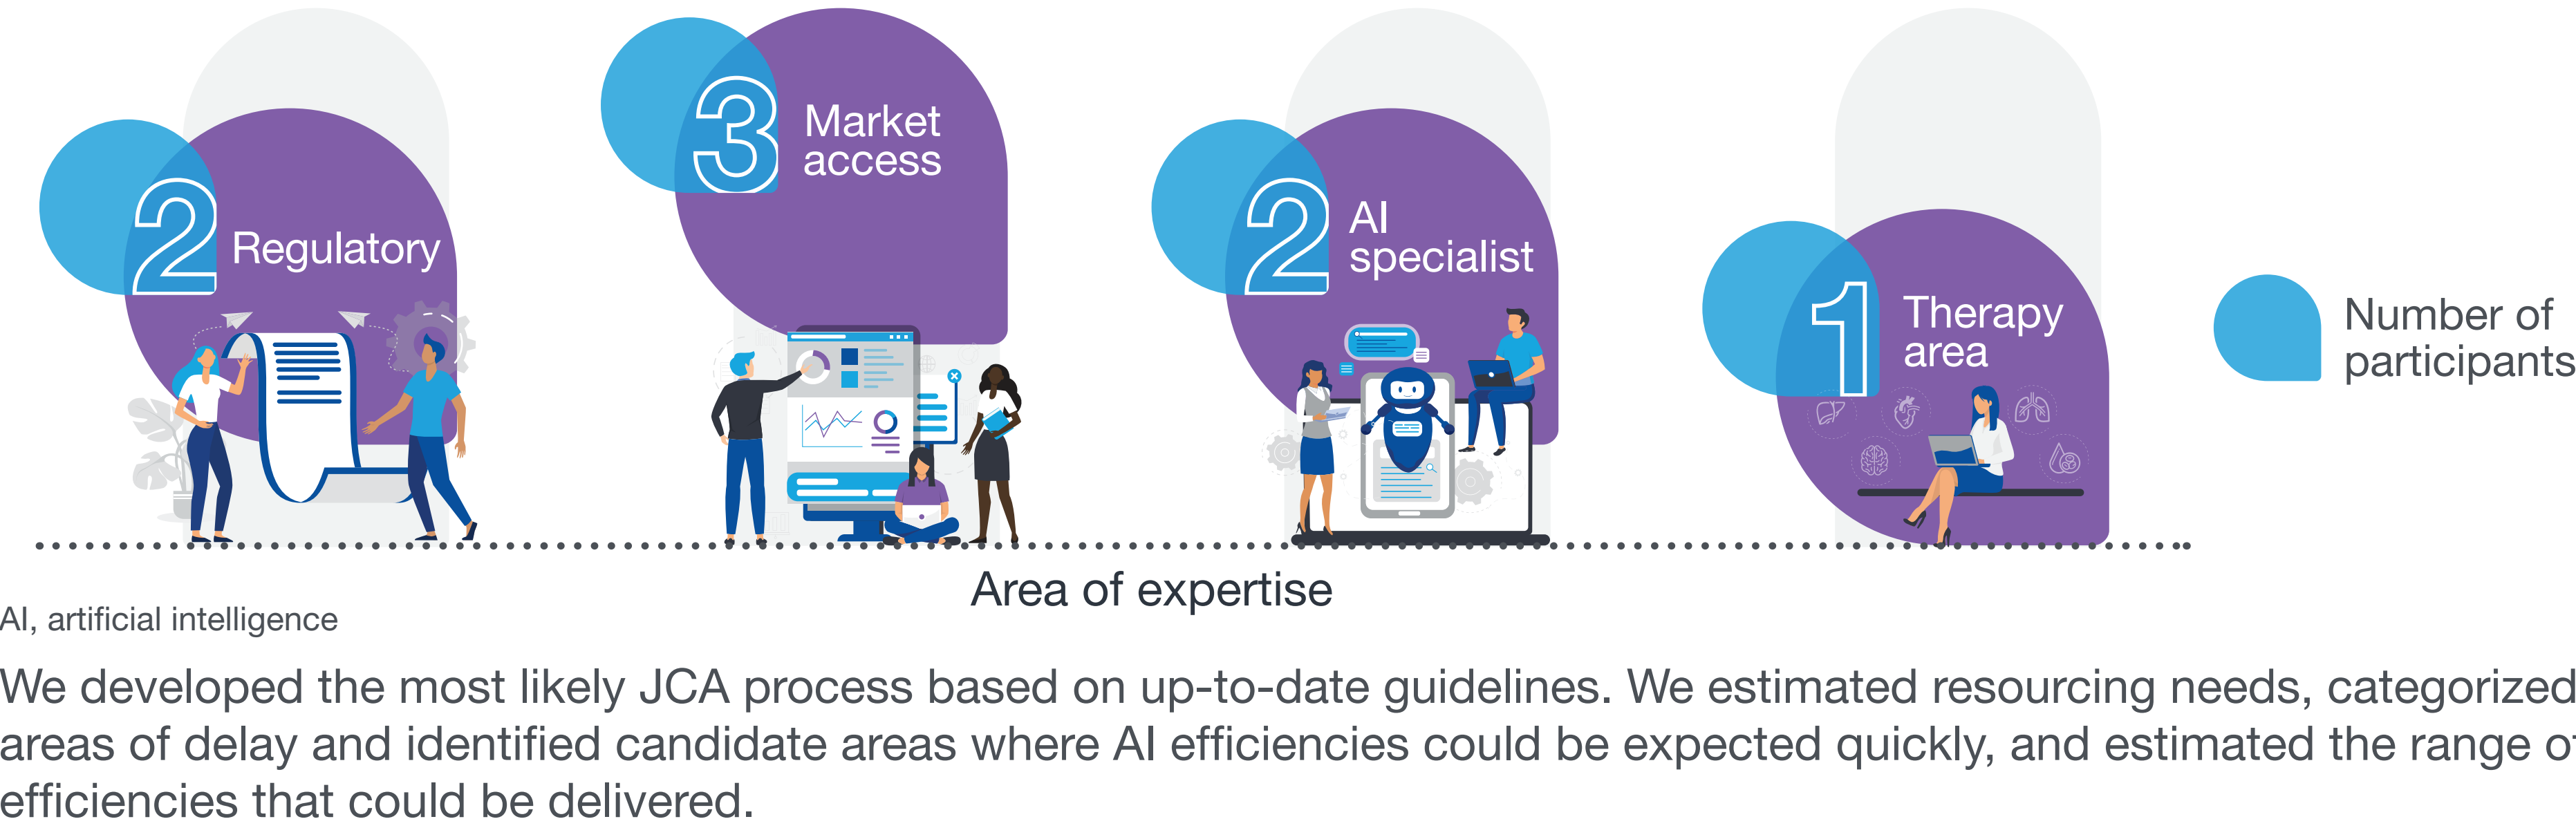 2
Regulatory
3
Market
access
2
AI
specialist
1
Therapy
area
Number of
participants
Area of expertise
AI, artificial intelligence
We developed the most likely JCA process based on up-to-date guidelines. We estimated resourcing needs, categorized
areas of delay and identified candidate areas where AI efficiencies could be expected quickly, and estimated the range of
efficiencies that could be delivered.